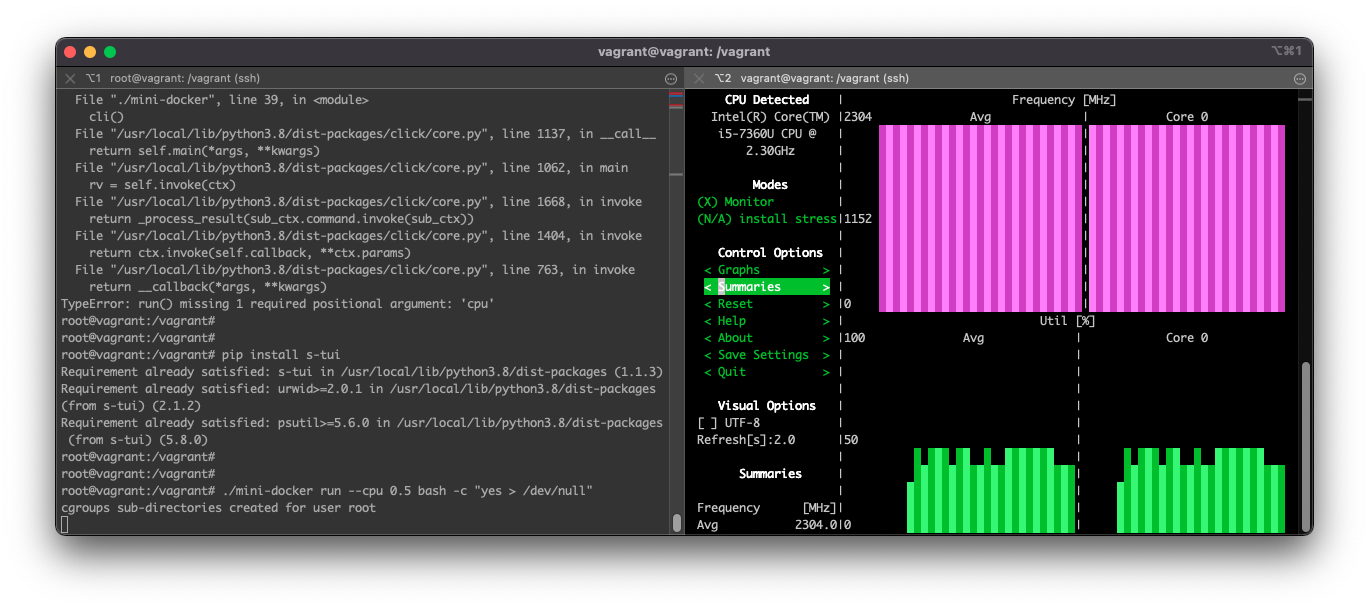 vagrant@vagrant: /vagrant
⌥⌘1
⌥1 root@vagrant: /vagrant (ssh)
File "./mini-docker", line 39, in <module>
cli()
File "/usr/local/lib/python3.8/dist-packages/click/core.py", line 1137, in __call__
return self.main(*args, **kwargs)
File "/usr/local/lib/python3.8/dist-packages/click/core.py", line 1062, in main
rv = self.invoke(ctx)
File "/usr/local/lib/python3.8/dist-packages/click/core.py", line 1668, in invoke
return _process_result(sub_ctx.command.invoke(sub_ctx))
File "/usr/local/lib/python3.8/dist-packages/click/core.py", line 1404, in invoke
return ctx.invoke(self.callback, **ctx.params)
File "/usr/local/lib/python3.8/dist-packages/click/core.py", line 763, in invoke
return __callback(*args, **kwargs)
TypeError: run() missing 1 required positional argument: 'cpu'
root@vagrant:/vagrant#
root@vagrant:/vagrant#
root@vagrant:/vagrant# pip install s-tui
Requirement already satisfied: s-tui in /usr/local/lib/python3.8/dist-packages (1.1.3)
Requirement already satisfied: urwid>=2.0.1 in /usr/local/lib/python3.8/dist-packages
(from s-tui) (2.1.2)
Requirement already satisfied: psutil>=5.6.0 in /usr/local/lib/python3.8/dist-packages
(from s-tui) (5.8.0)
root@vagrant:/vagrant#
root@vagrant:/vagrant#
root@vagrant:/vagrant# ./mini-docker run --cpu 0.5 bash -c "yes > /dev/null"
cgroups sub-directories created for user root
⌥2 vagrant@vagrant: /vagrant (ssh)
CPU Detected
Intel(R) Core(TM)
i5-7360U CPU @
2.30GHz
Modes
(X) Monitor
(N/A) install stress
Control Options
< Graphs >
< Summaries >
< Reset >
< Help >
< About >
< Save Settings >
< Quit >
Visual Options
[ ] UTF-8
Refresh[s]:2.0
Summaries
Frequency [MHz]
Avg 2304.0
Frequency [MHz]
2304 Avg Core 0
1152
0
Util [%]
100 Avg Core 0
50
0